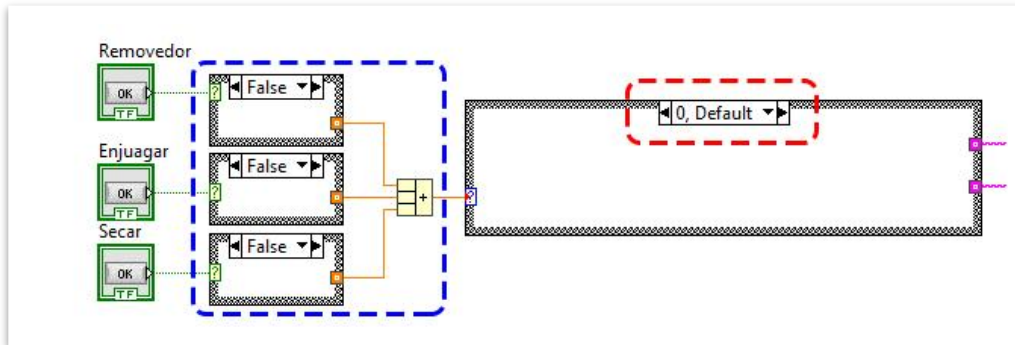 Removedor
OK
TF
False
Enjuagar
OK
TF
False
Secar
OK
TF
False
+
0, Default